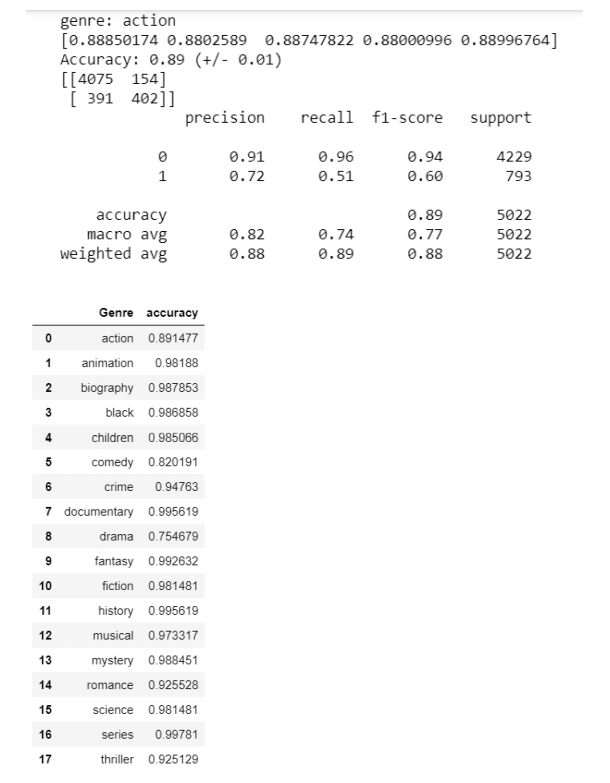 genre: action
[0.88850174 0.8802589 0.88747822 0.88000996 0.88996764]
Accuracy: 0.89 (+/- 0.01)
[[4075 154]
[ 391 402]]
precision recall f1-score support
0 0.91 0.96 0.94 4229
1 0.72 0.51 0.60 793
accuracy 0.89 5022
macro avg 0.82 0.74 0.77 5022
weighted avg 0.88 0.89 0.88 5022
Genre accuracy
0 action 0.891477
1 animation 0.98188
2 biography 0.987853
3 black 0.986858
4 children 0.985066
5 comedy 0.820191
6 crime 0.94763
7 documentary 0.995619
8 drama 0.754679
9 fantasy 0.992632
10 fiction 0.981481
11 history 0.995619
12 musical 0.973317
13 mystery 0.988451
14 romance 0.925528
15 science 0.981481
16 series 0.99781
17 thriller 0.925129